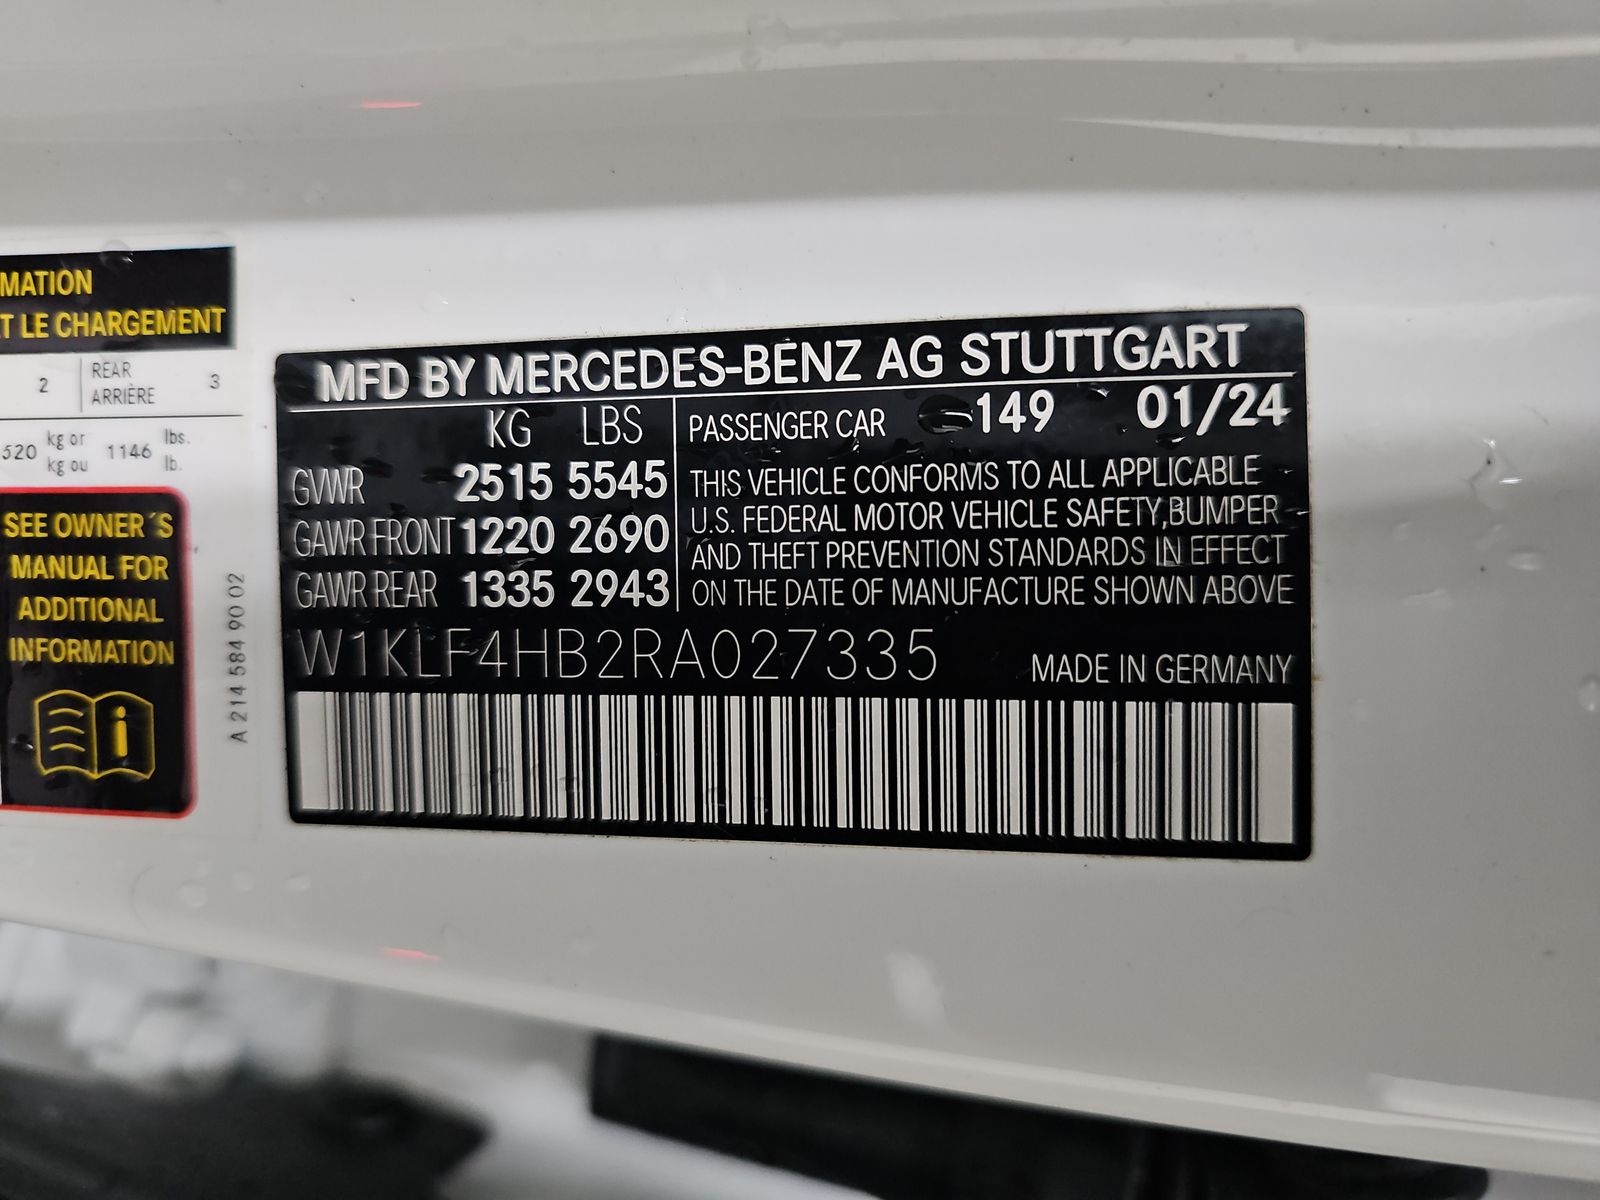 MATION
T LE CHARGEMENT
2 REAR ARRIÈRE 3
520 kg or kg ou 1146 lbs. lb.
SEE OWNER´S
MANUAL FOR
ADDITIONAL
INFORMATION
i
A 214 584 90 02
MFD BY MERCEDES-BENZ AG STUTTGART
KG LBS
GVWR 2515 5545
GAWR FRONT 1220 2690
GAWR REAR 1335 2943
PASSENGER CAR 149 01/24
THIS VEHICLE CONFORMS TO ALL APPLICABLE
U.S. FEDERAL MOTOR VEHICLE SAFETY,BUMPER
AND THEFT PREVENTION STANDARDS IN EFFECT
ON THE DATE OF MANUFACTURE SHOWN ABOVE
W1KLF4HB2RA027335
MADE IN GERMANY